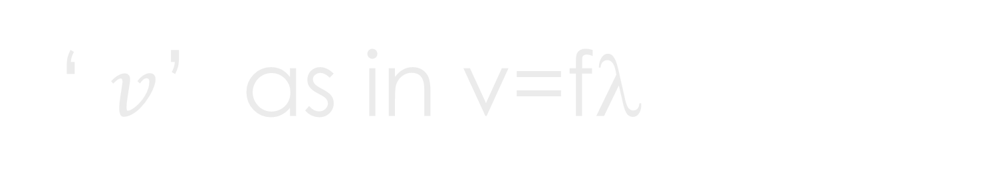 ‘ v’ as in v=fλ